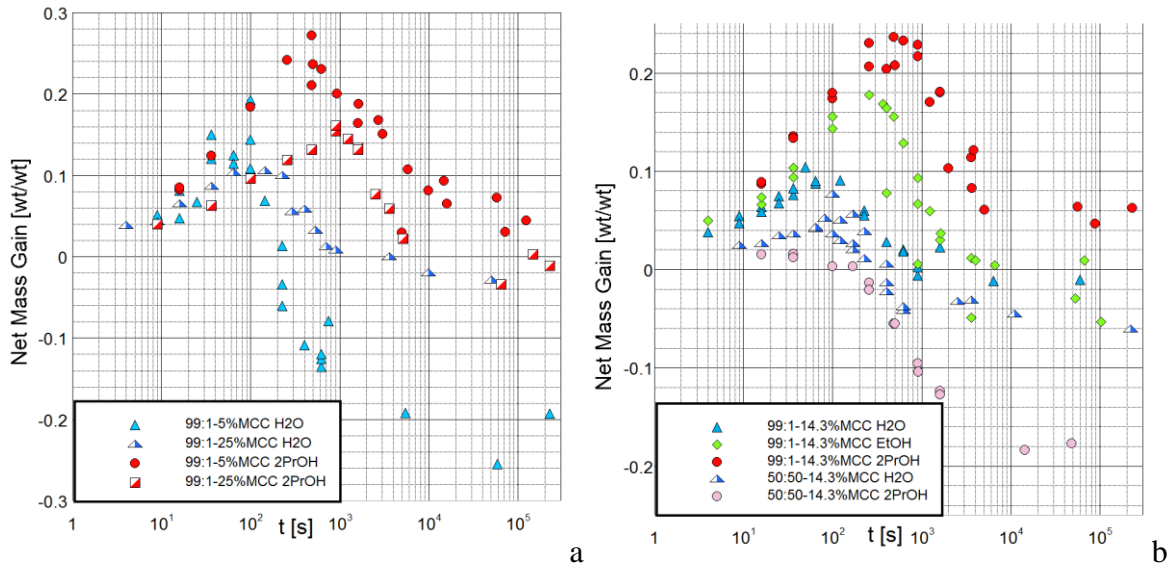 0.3
0.2
0.1
0
-0.1
-0.2
-0.3
Net Mass Gain [wt/wt]
99:1-5%MCC H2O
99:1-25%MCC H2O
99:1-5%MCC 2PrOH
99:1-25%MCC 2PrOH
1
10¹
10²
10³
10⁴
10⁵
t [s]
a
0.2
0.1
0.0
-0.1
-0.2
Net Mass Gain [wt/wt]
99:1-14.3%MCC H2O
99:1-14.3%MCC EtOH
99:1-14.3%MCC 2PrOH
50:50-14.3%MCC H2O
50:50-14.3%MCC 2PrOH
1
10¹
10²
10³
10⁴
10⁵
t [s]
b